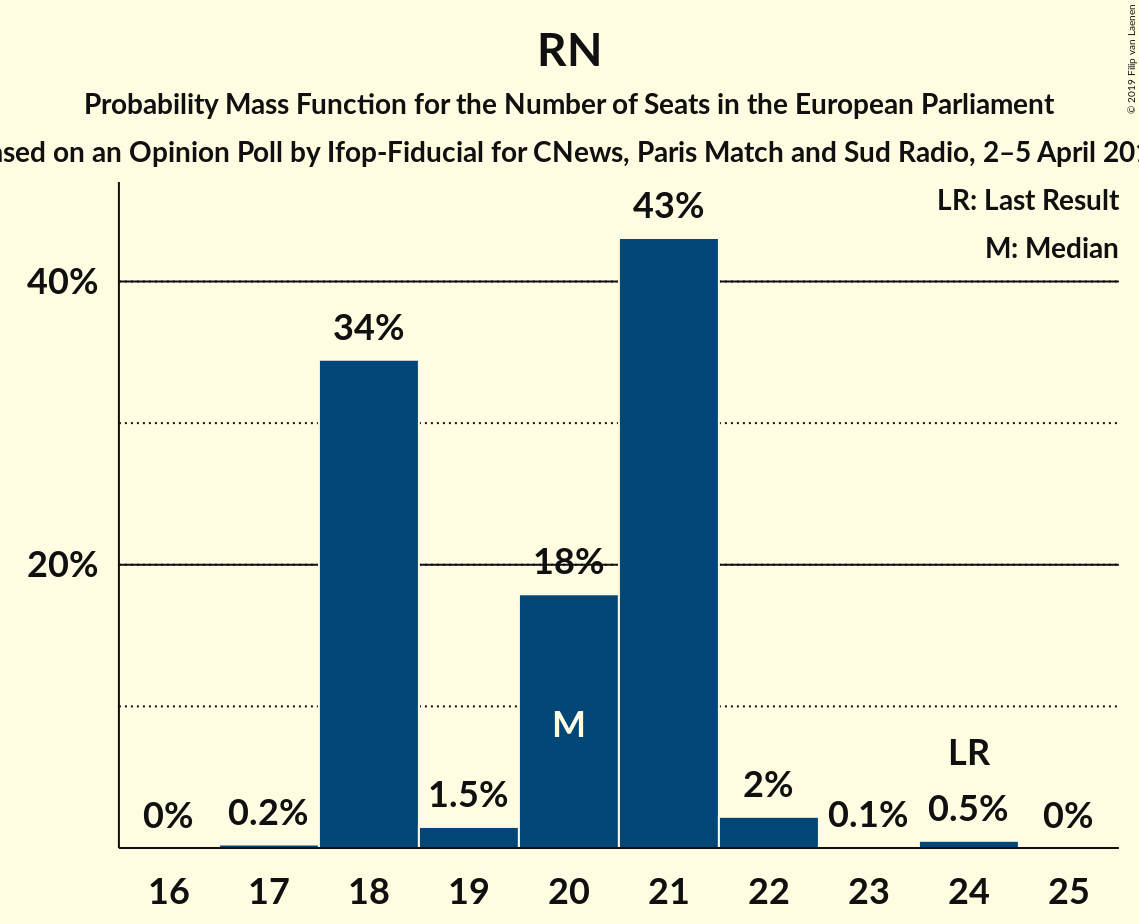 RN
Probability Mass Function for the Number of Seats in the European Parliament
on an Opinion Poll by Ifop-Fiducial for CNews, Paris Match and Sud Radio, 2–5 April
© 2019 Filip van Laenen
LR: Last Result
M: Median
43%
40%
34%
20%
18%
M
LR
0%
0.2%
1.5%
2%
0.1%
0.5%
0%
16 17 18 19 20 21 22 23 24 25